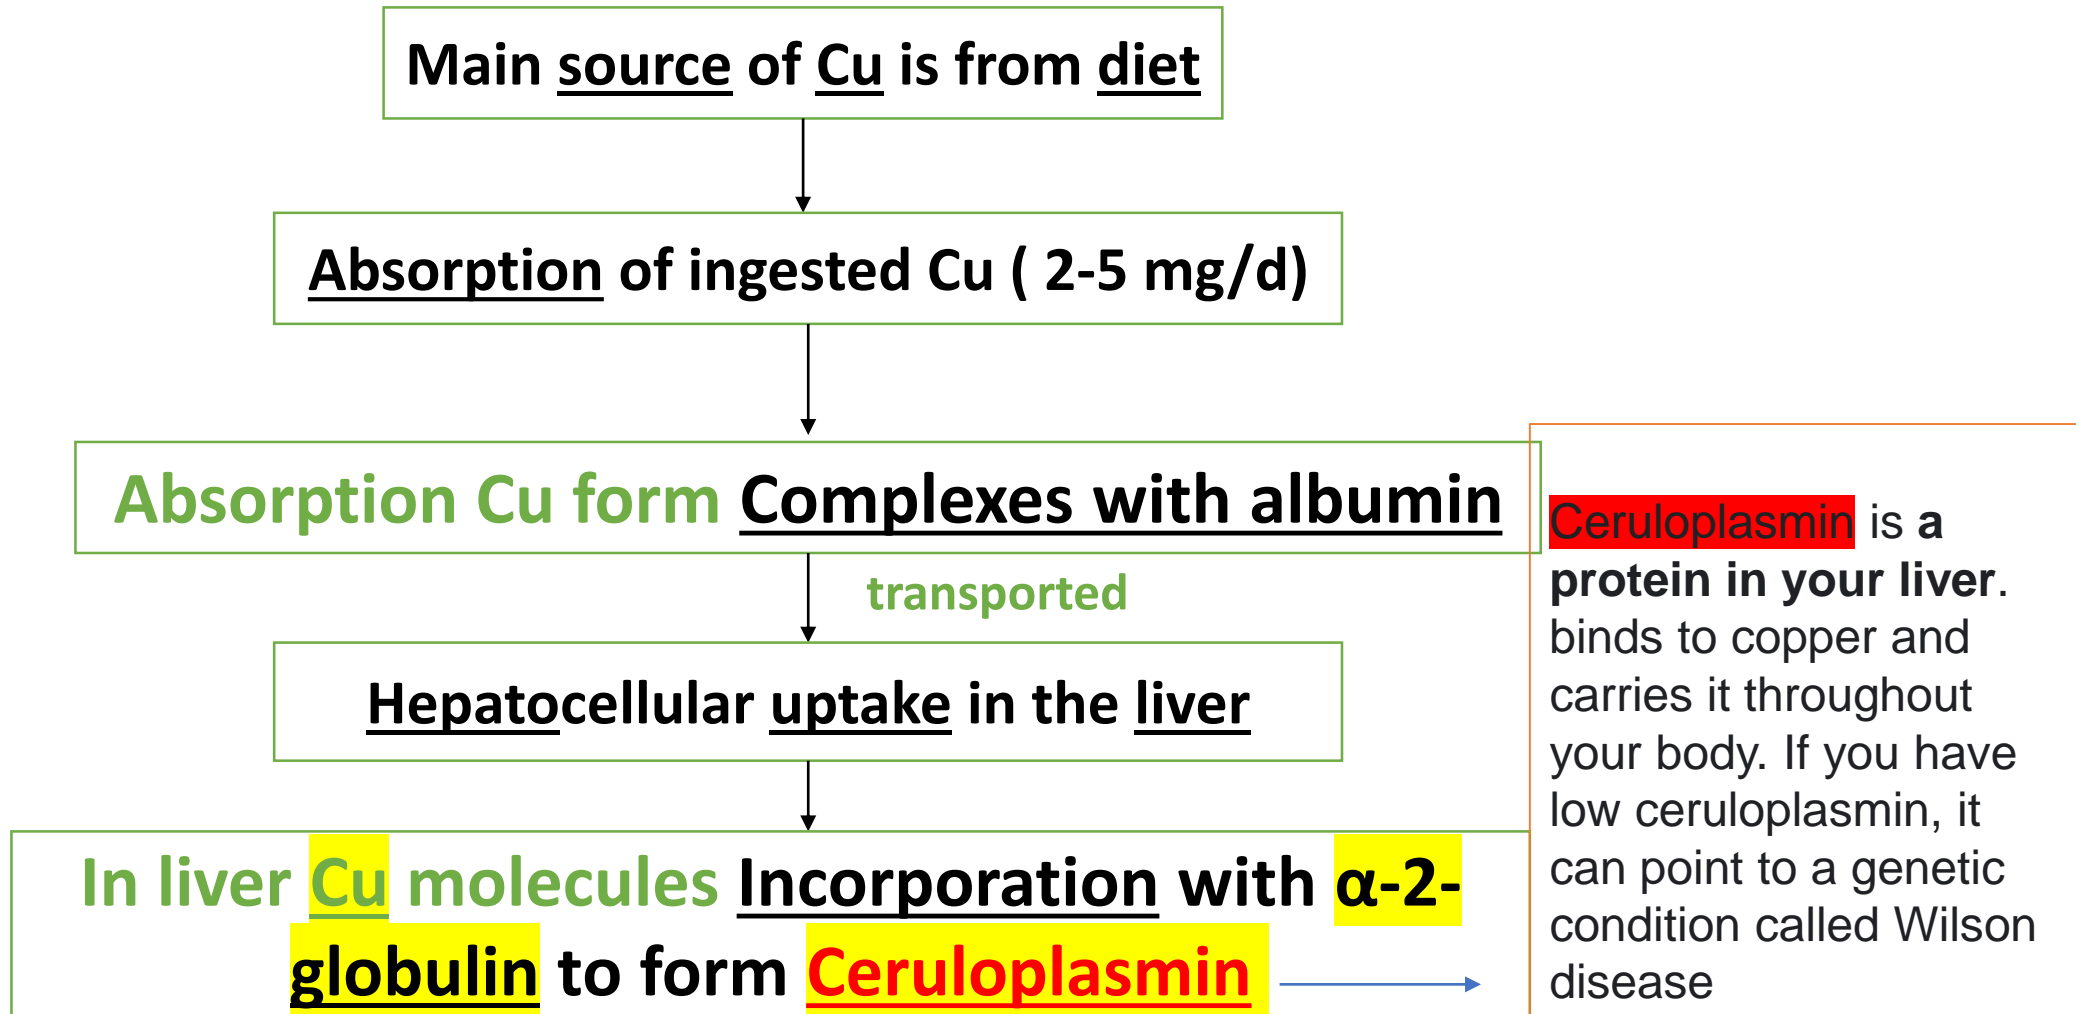 Main source of Cu is from diet
Absorption of ingested Cu ( 2-5 mg/d)
Absorption Cu form Complexes with albumin
transported
Hepatocellular uptake in the liver
In liver Cu molecules Incorporation with α-2-
globulin to form Ceruloplasmin
Ceruloplasmin is a
protein in your liver.
binds to copper and
carries it throughout
your body. If you have
low ceruloplasmin, it
can point to a genetic
condition called Wilson
disease